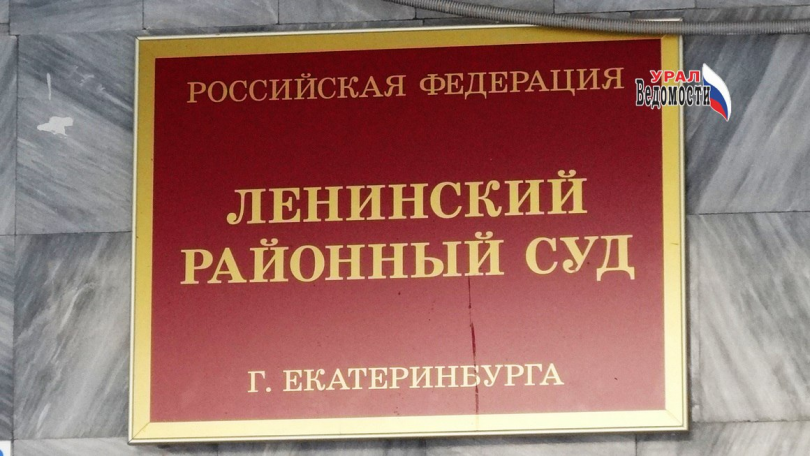 РОССИЙСКАЯ ФЕДЕРАЦИЯ
УРАЛ
ВЕДОМОСТИ
ЛЕНИНСКИЙ
РАЙОННЫЙ СУД
Г. ЕКАТЕРИНБУРГА